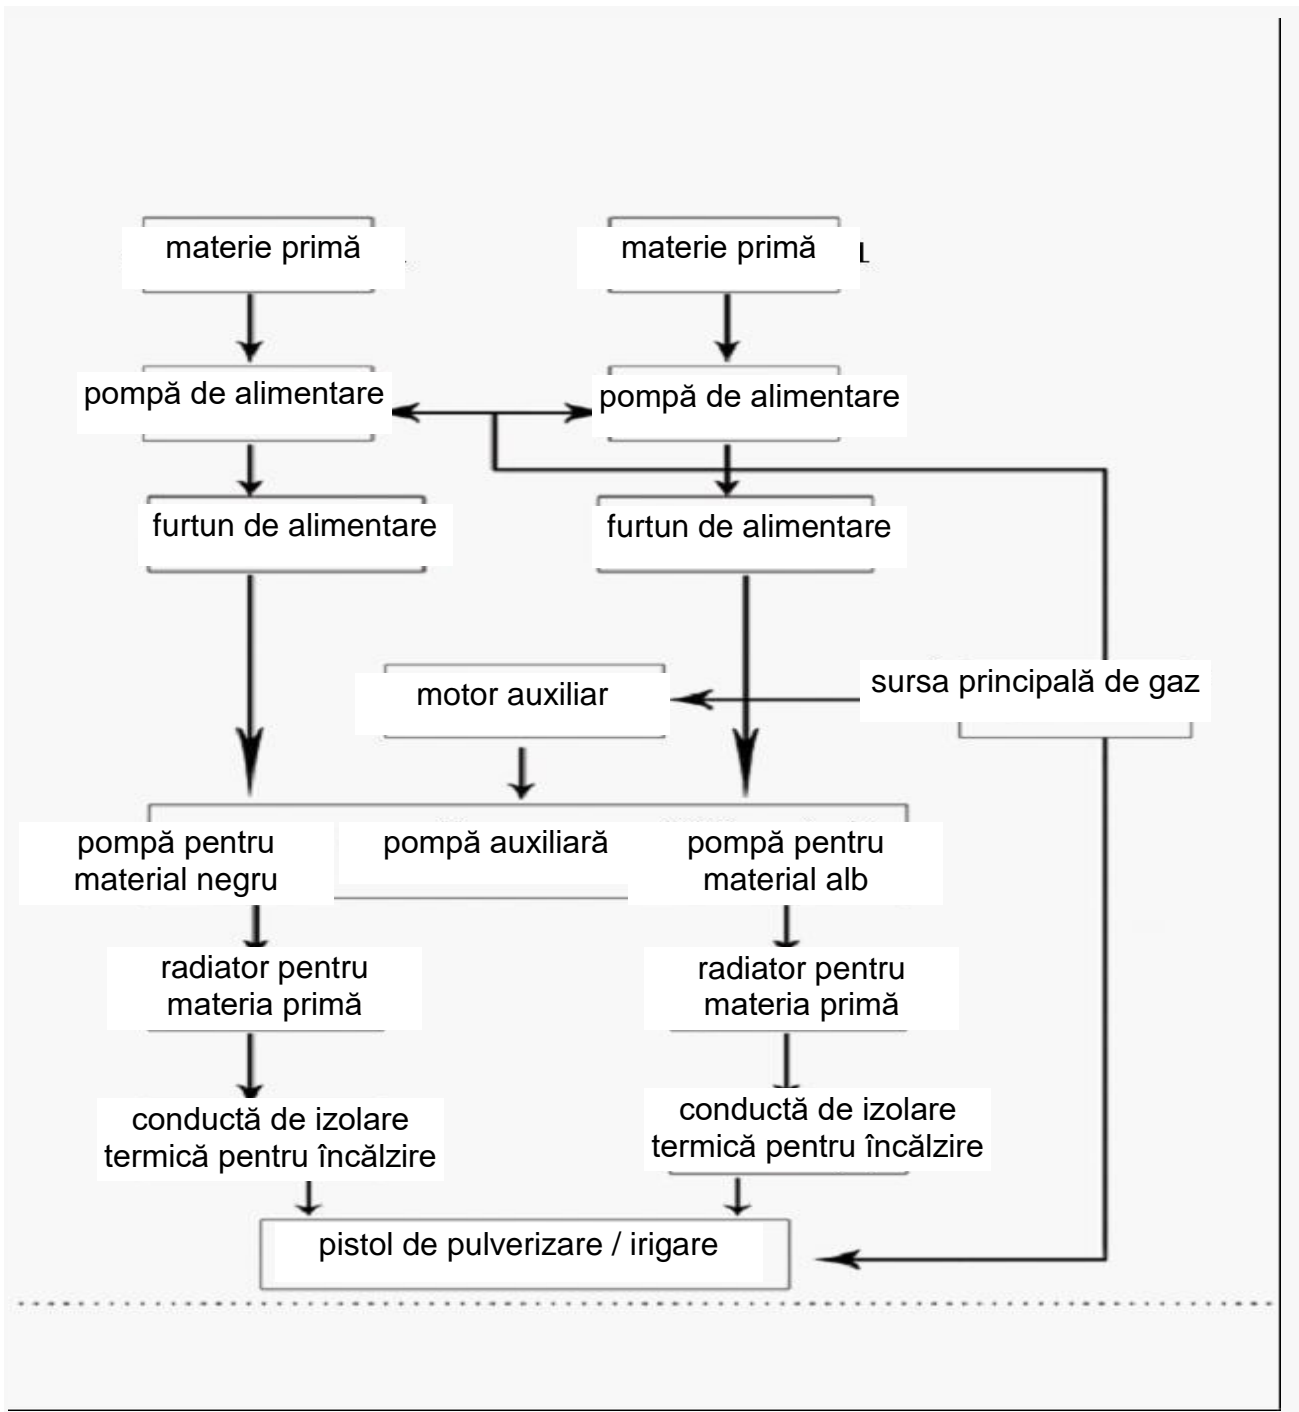 materie primă
materie primă
pompă de alimentare
pompă de alimentare
furtun de alimentare
furtun de alimentare
motor auxiliar
sursa principală de gaz
pompă pentru
material negru
pompă auxiliară
pompă pentru
material alb
radiator pentru
materia primă
radiator pentru
materia primă
conductă de izolare
termică pentru încălzire
conductă de izolare
termică pentru încălzire
pistol de pulverizare / irigare